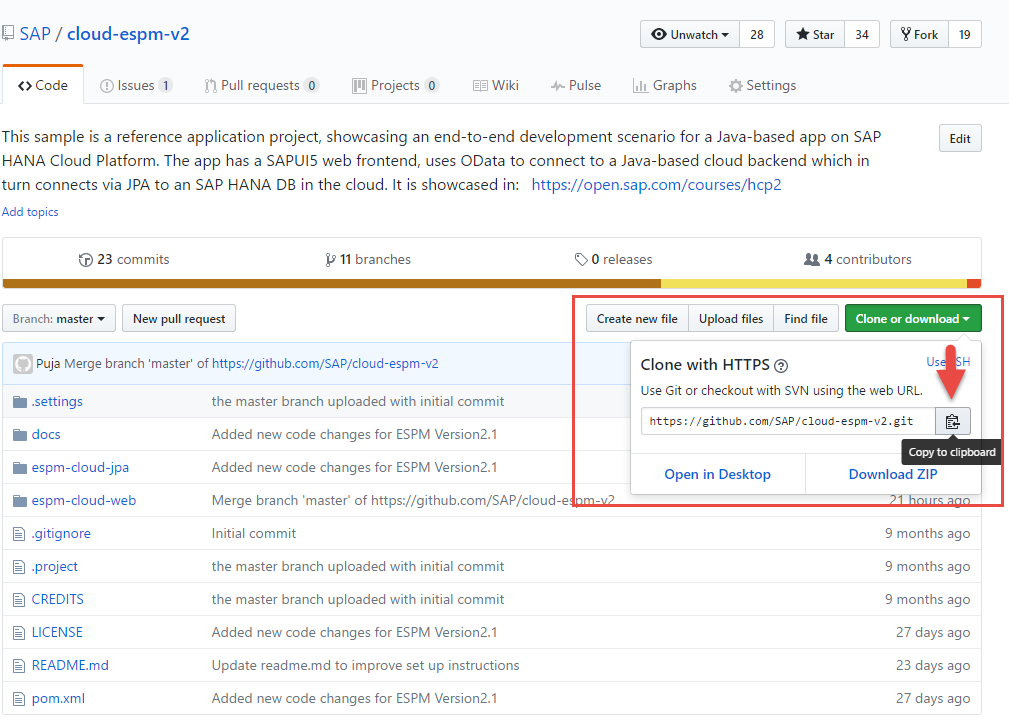 SAP / cloud-espm-v2 Unwatch 28 Star 34 Fork 19
Code Issues 1 Pull requests 0 Projects 0 Wiki Pulse Graphs Settings
This sample is a reference application project, showcasing an end-to-end development scenario for a Java-based app on SAP
HANA Cloud Platform. The app has a SAPUI5 web frontend, uses OData to connect to a Java-based cloud backend which in
turn connects via JPA to an SAP HANA DB in the cloud. It is showcased in: https://open.sap.com/courses/hcp2
Edit
Add topics
23 commits 11 branches 0 releases 4 contributors
Branch: master New pull request Create new file Upload files Find file Clone or download
Puja Merge branch 'master' of https://github.com/SAP/cloud-espm-v2
Clone with HTTPS
Use Git or checkout with SVN using the web URL.
https://github.com/SAP/cloud-espm-v2.git
Copy to clipboard
Open in Desktop Download ZIP
.settings the master branch uploaded with initial commit
docs Added new code changes for ESPM Version2.1
espm-cloud-jpa Added new code changes for ESPM Version2.1
espm-cloud-web Merge branch 'master' of https://github.com/SAP/cloud-espm-v2 21 hours ago
.gitignore Initial commit 9 months ago
.project the master branch uploaded with initial commit 9 months ago
CREDITS the master branch uploaded with initial commit 9 months ago
LICENSE Added new code changes for ESPM Version2.1 27 days ago
README.md Update readme.md to improve set up instructions 23 days ago
pom.xml Added new code changes for ESPM Version2.1 27 days ago